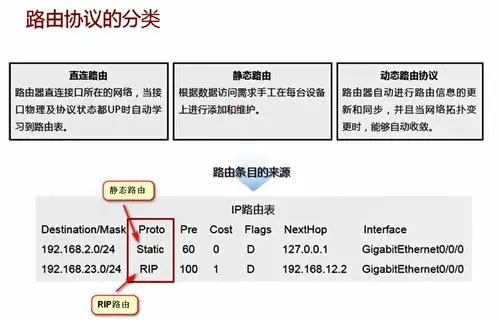 路由协议的分类
直连路由
路由器直连接口所在的网络，当接
口物理及协议状态都UP时自动学
习到路由表。
静态路由
根据数据访问需求手工在每台设备
上进行添加和维护。
动态路由协议
路由器自动进行路由信息的更
新和同步，并且当网络拓扑变
更时，能够自动收敛。
路由条目的来源
静态路由
IP路由表
Destination/Mask Proto Pre Cost Flags NextHop Interface
192.168.2.0/24 Static 60 0 D 127.0.0.1 GigabitEthernet0/0/0
192.168.23.0/24 RIP 100 1 D 192.168.12.2 GigabitEthernet0/0/0
RIP路由